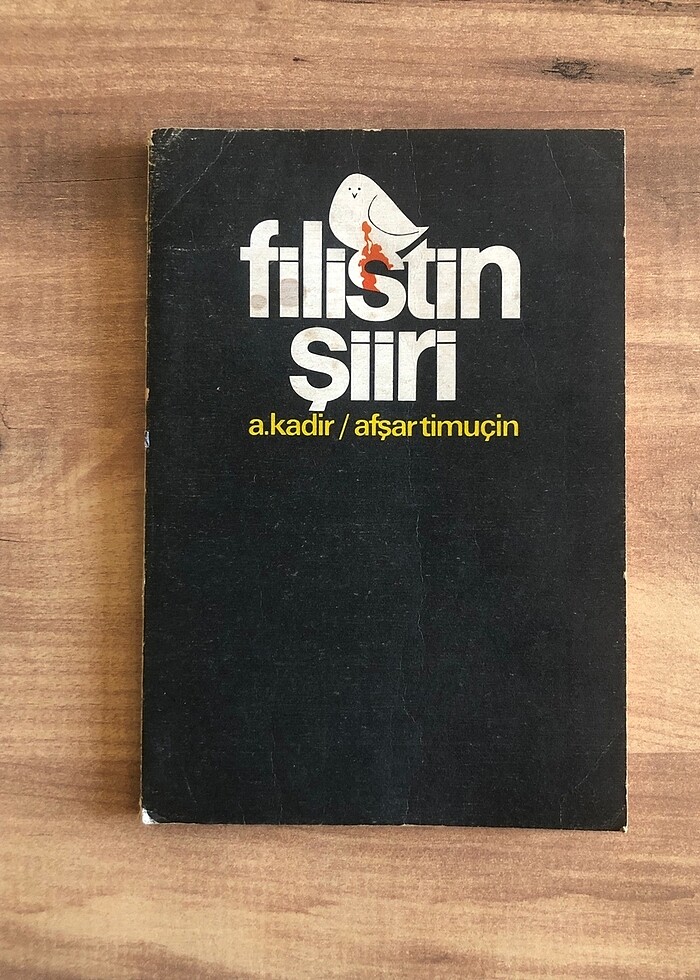 filistin
şiiri
a.kadir / afşar timuçin